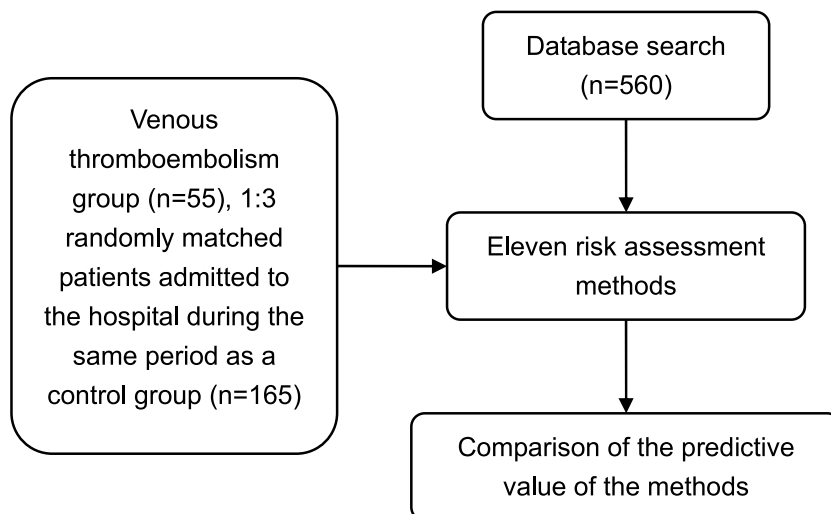 Database search
(n=560)
Venous
thromboembolism
group (n=55), 1:3
randomly matched
patients admitted to
the hospital during the
same period as a
control group (n=165)
Eleven risk assessment
methods
Comparison of the predictive
value of the methods